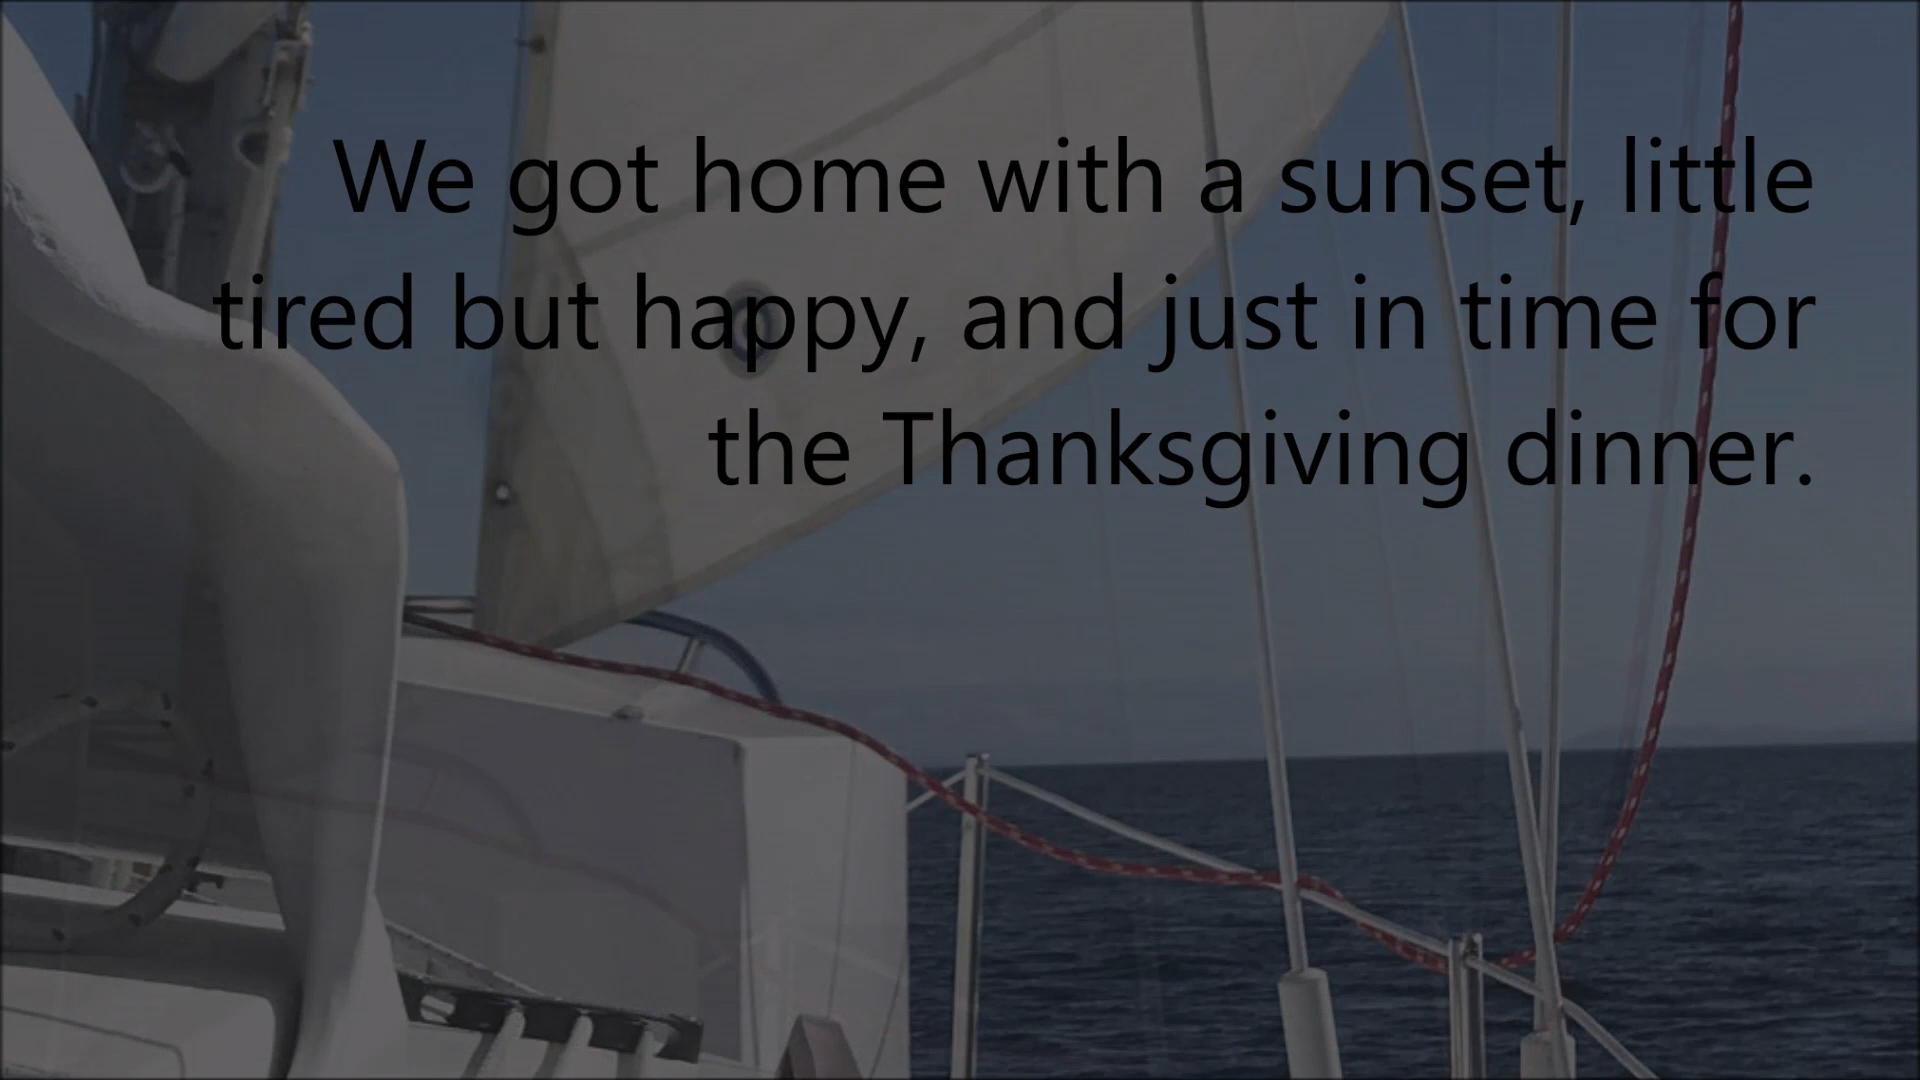 We got home with a sunset, little
tired but happy, and just in time for
the Thanksgiving dinner.